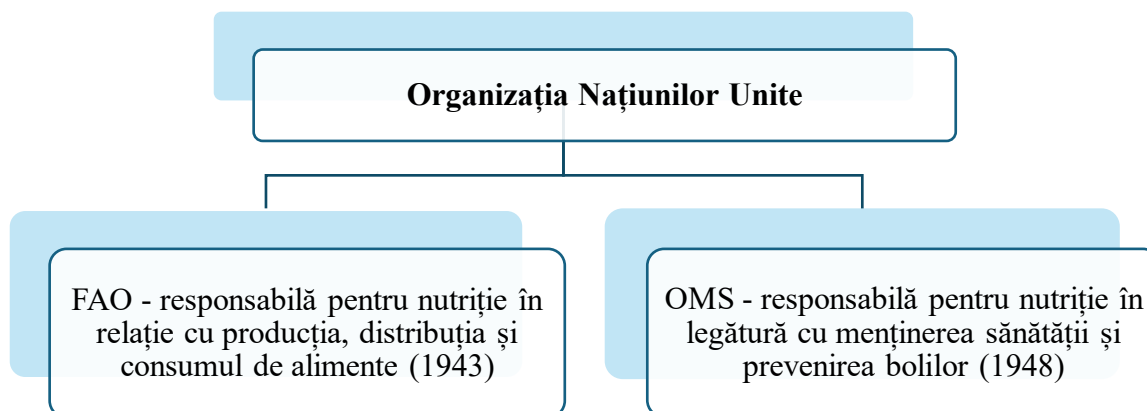 Organizația Națiunilor Unite
FAO - responsabilă pentru nutriție în
relație cu producția, distribuția și
consumul de alimente (1943)
OMS - responsabilă pentru nutriție în
legătură cu menținerea sănătății și
prevenirea bolilor (1948)